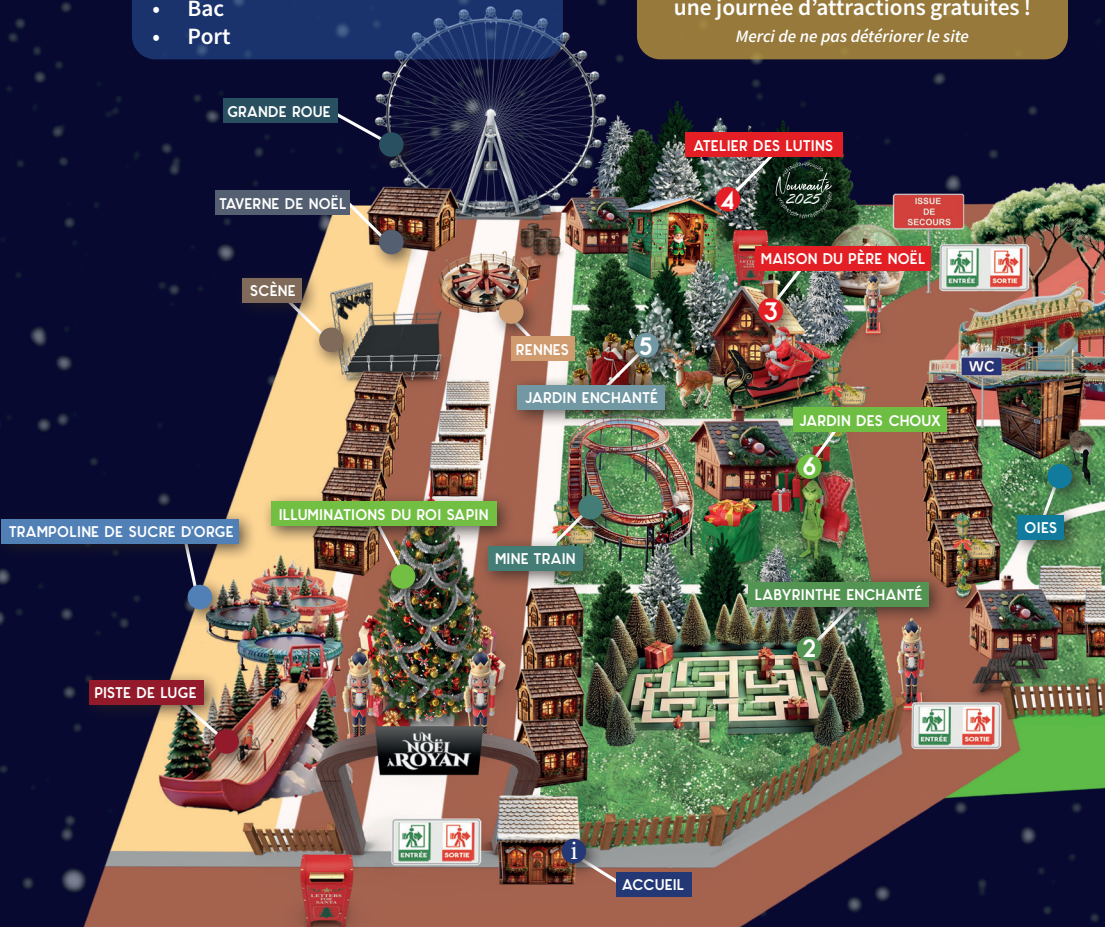 • Bac
• Port
une journée d'attractions gratuites !
Merci de ne pas détériorer le site
GRANDE ROUE
ATELIER DES LUTINS
4
Nouveauté
2025
TAVERNE DE NOËL
ISSUE
DE
SECOURS
MAISON DU PÈRE NOËL
ENTRÉE
SORTIE
SCÈNE
3
RENNES
5
WC
JARDIN ENCHANTÉ
JARDIN DES CHOUX
6
ILLUMINATIONS DU ROI SAPIN
TRAMPOLINE DE SUCRE D'ORGE
OIES
MINE TRAIN
LABYRINTHE ENCHANTÉ
2
PISTE DE LUGE
ENTRÉE
SORTIE
UN
NOËL
À ROYAN
ENTRÉE
SORTIE
i
ACCUEIL
LETTERS
FOR
SANTA